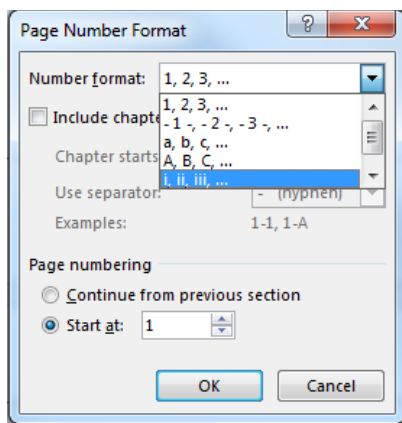 Page Number Format
Number format: 1, 2, 3, ...
1, 2, 3, ...
Include - 1 -, - 2 -, - 3 -, ...
a, b, c, ...
Chapter starts A, B, C, ...
i, ii, iii, ...
Use separator: - (hyphen)
Examples: 1-1, 1-A
Page numbering
Continue from previous section
Start at: 1
OK Cancel